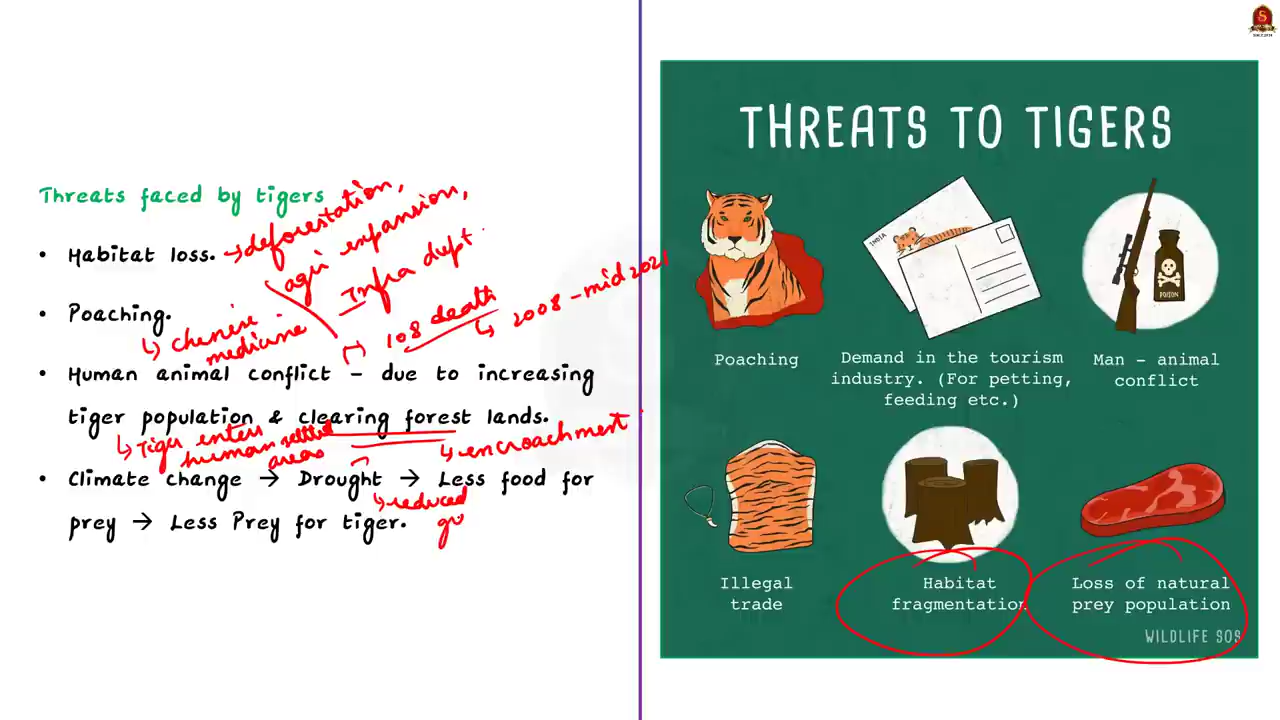 Threats faced by tigers
• Habitat loss. → deforestation,
agri expansion,
Infra dvpt.
• Poaching.
↳ chenese
medicine
(-) 108 death
↳ 2008 - mid 2021
• Human animal conflict – due to increasing
tiger population & clearing forest lands.
↳ Tiger enters
human settled
areas
↳ encroachment
• Climate change → Drought → Less food for
↳ reduced
prey → Less Prey for tiger.
THREATS TO TIGERS
INDIA
POISON
Poaching
Demand in the tourism
industry. (For petting,
feeding etc.)
Man – animal
conflict
Illegal
trade
Habitat
fragmentation
Loss of natural
prey population
WILDLIFE SOS